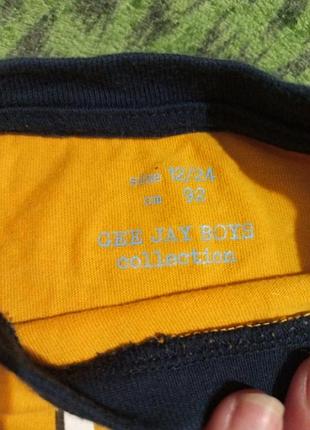 size 12/24
cm 92
GEE JAY BOYS
collection